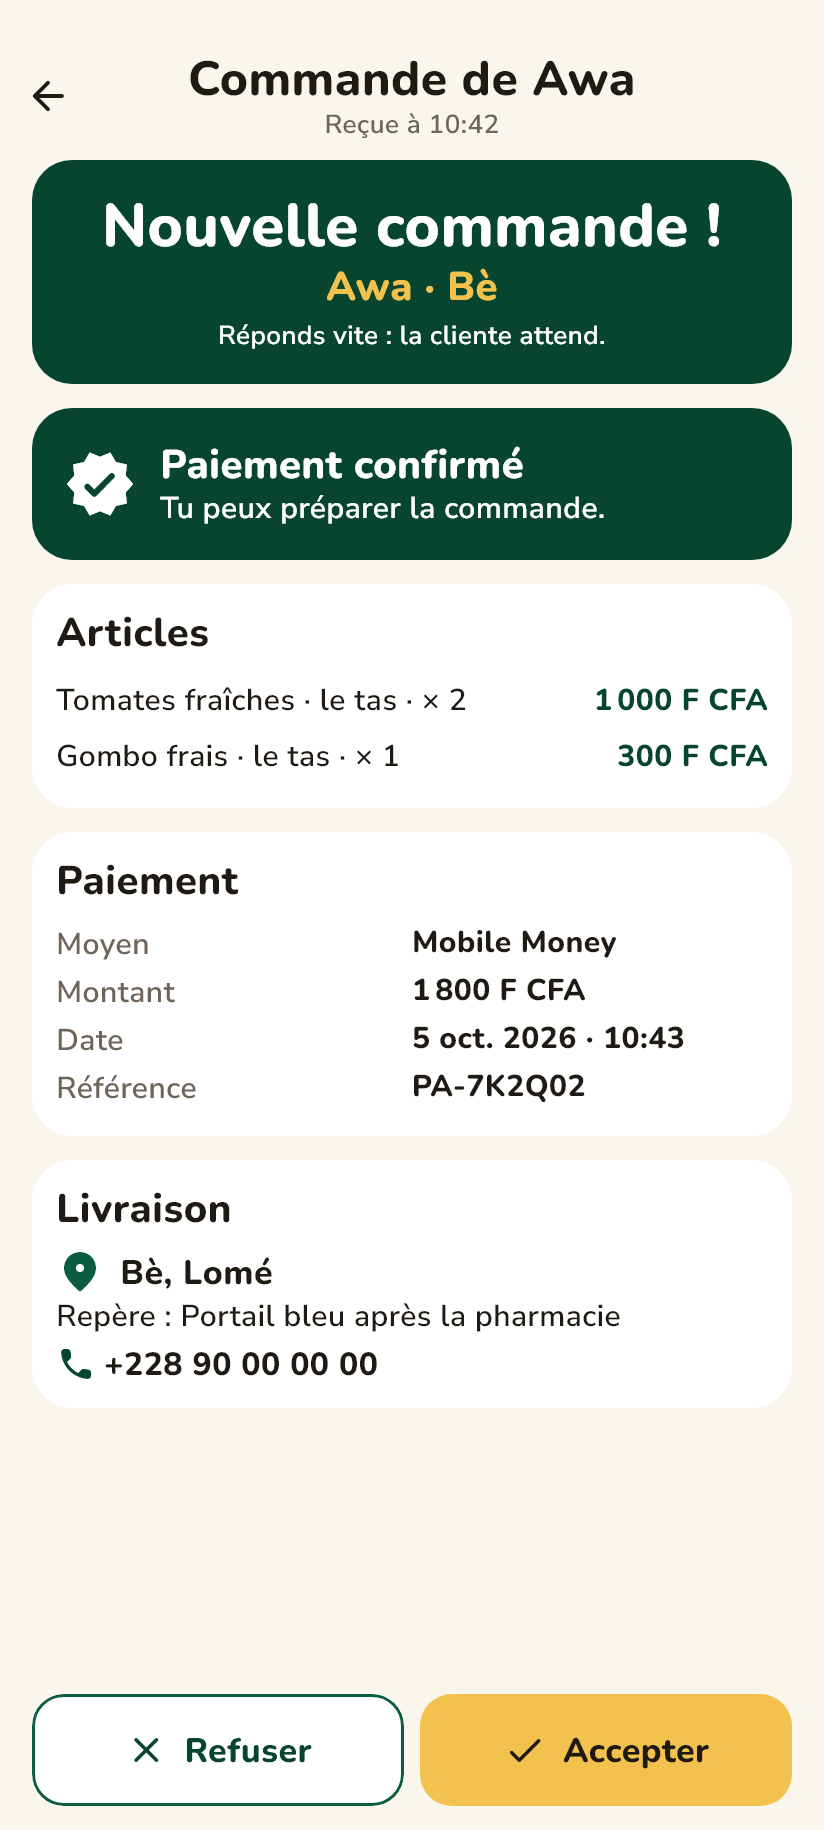 Commande de Awa
Reçue à 10:42
Nouvelle commande !
Awa · Bè
Réponds vite : la cliente attend.
Paiement confirmé
Tu peux préparer la commande.
Articles
Tomates fraîches · le tas · × 2 1 000 F CFA
Gombo frais · le tas · × 1 300 F CFA
Paiement
Moyen Mobile Money
Montant 1 800 F CFA
Date 5 oct. 2026 · 10:43
Référence PA-7K2Q02
Livraison
Bè, Lomé
Repère : Portail bleu après la pharmacie
+228 90 00 00 00
Refuser Accepter